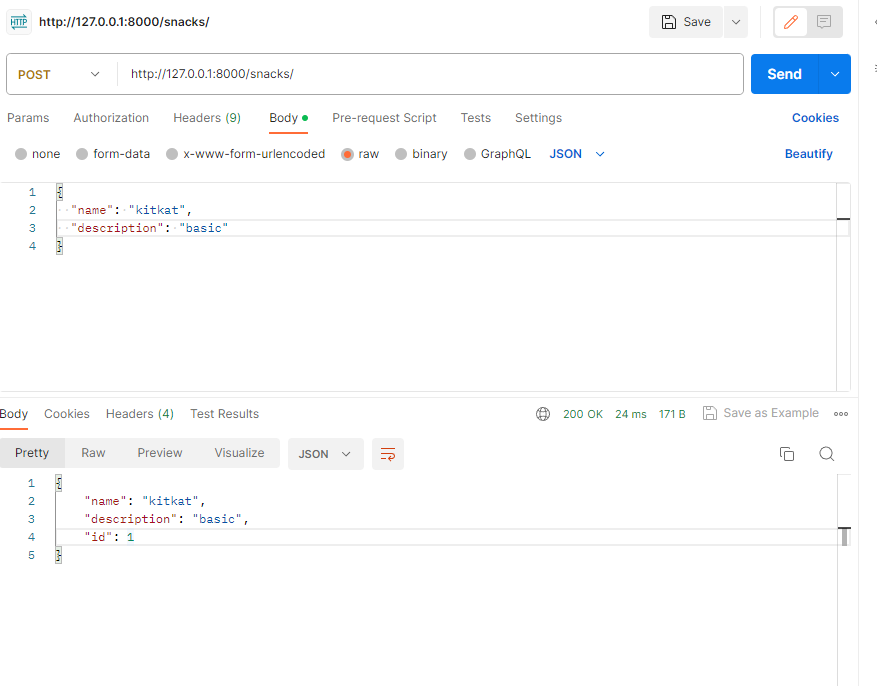 HTTP http://127.0.0.1:8000/snacks/ Save
POST http://127.0.0.1:8000/snacks/ Send
Params Authorization Headers (9) Body Pre-request Script Tests Settings Cookies
none form-data x-www-form-urlencoded raw binary GraphQL JSON Beautify
1 {
2 "name": "kitkat",
3 "description": "basic"
4 }
Body Cookies Headers (4) Test Results 200 OK 24 ms 171 B Save as Example
Pretty Raw Preview Visualize JSON
1 {
2 "name": "kitkat",
3 "description": "basic",
4 "id": 1
5 }